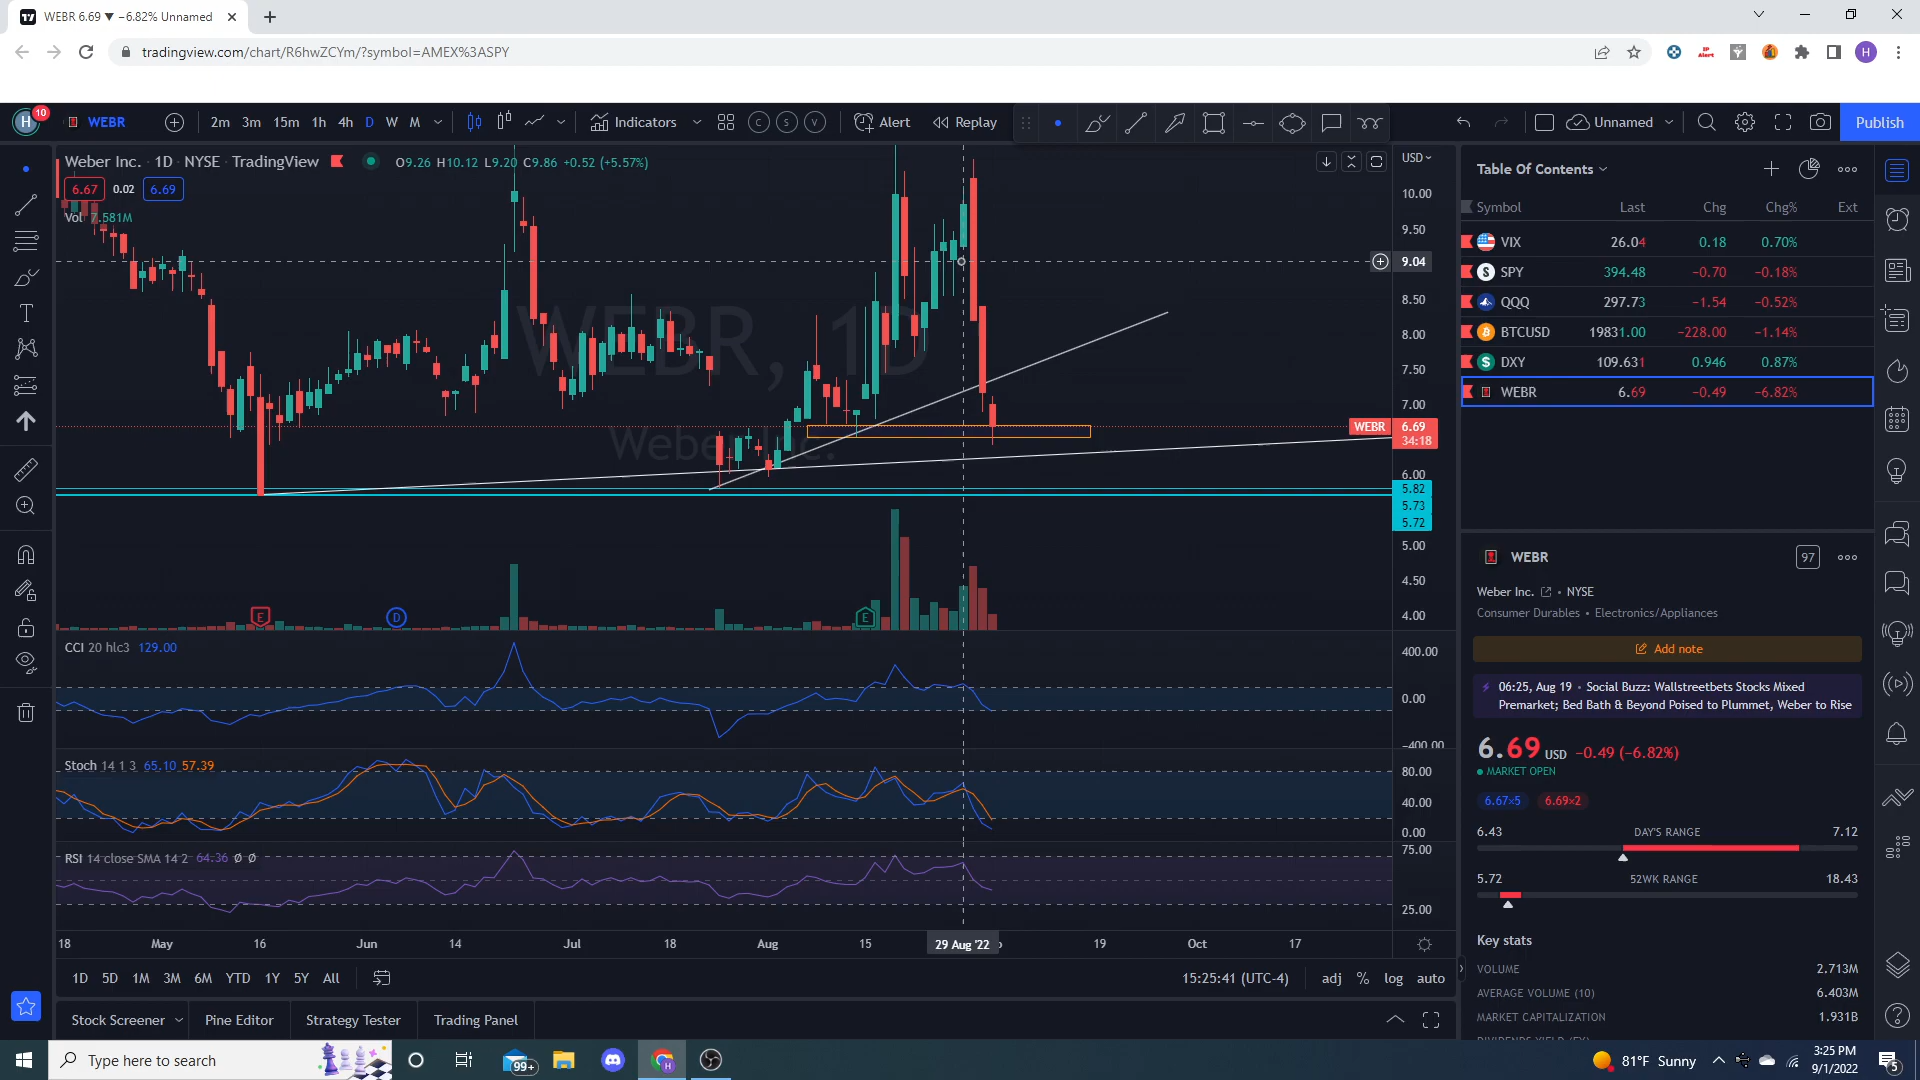 WEBR 6.69 ▼ −6.82% Unnamed
tradingview.com/chart/R6hwZCYm/?symbol=AMEX%3ASPY
IP Alert
H
H 10
WEBR 2m 3m 15m 1h 4h D W M Indicators C S V Alert Replay Unnamed Publish
Weber Inc. · 1D · NYSE · TradingView O9.26 H10.12 L9.20 C9.86 +0.52 (+5.57%)
6.67 0.02 6.69
Vol 7.581M
WEBR, 1D
Weber Inc.
USD
10.00
9.50
9.04
8.50
8.00
7.50
7.00
WEBR 6.69
34:18
6.00
5.82
5.73
5.72
5.00
4.50
4.00
E D E
CCI 20 hlc3 129.00
400.00
0.00
−400.00
Stoch 14 1 3 65.10 57.39
80.00
40.00
0.00
RSI 14 close SMA 14 2 64.36 Ø Ø
75.00
25.00
18 May 16 Jun 14 Jul 18 Aug 15 29 Aug '22 19 Oct 17
1D 5D 1M 3M 6M YTD 1Y 5Y All
15:25:41 (UTC-4) adj % log auto
Stock Screener Pine Editor Strategy Tester Trading Panel
Table Of Contents
Symbol Last Chg Chg% Ext
VIX 26.04 0.18 0.70%
SPY 394.48 −0.70 −0.18%
QQQ 297.73 −1.54 −0.52%
BTCUSD 19831.00 −228.00 −1.14%
DXY 109.631 0.946 0.87%
WEBR 6.69 −0.49 −6.82%
WEBR 97
Weber Inc. • NYSE
Consumer Durables • Electronics/Appliances
Add note
06:25, Aug 19 • Social Buzz: Wallstreetbets Stocks Mixed
Premarket; Bed Bath & Beyond Poised to Plummet, Weber to Rise
6.69 USD −0.49 (−6.82%)
MARKET OPEN
6.67×5 6.69×2
6.43 DAY'S RANGE 7.12
5.72 52WK RANGE 18.43
Key stats
VOLUME 2.713M
AVERAGE VOLUME (10) 6.403M
MARKET CAPITALIZATION 1.931B
Type here to search
99+
81°F Sunny
3:25 PM
9/1/2022
5